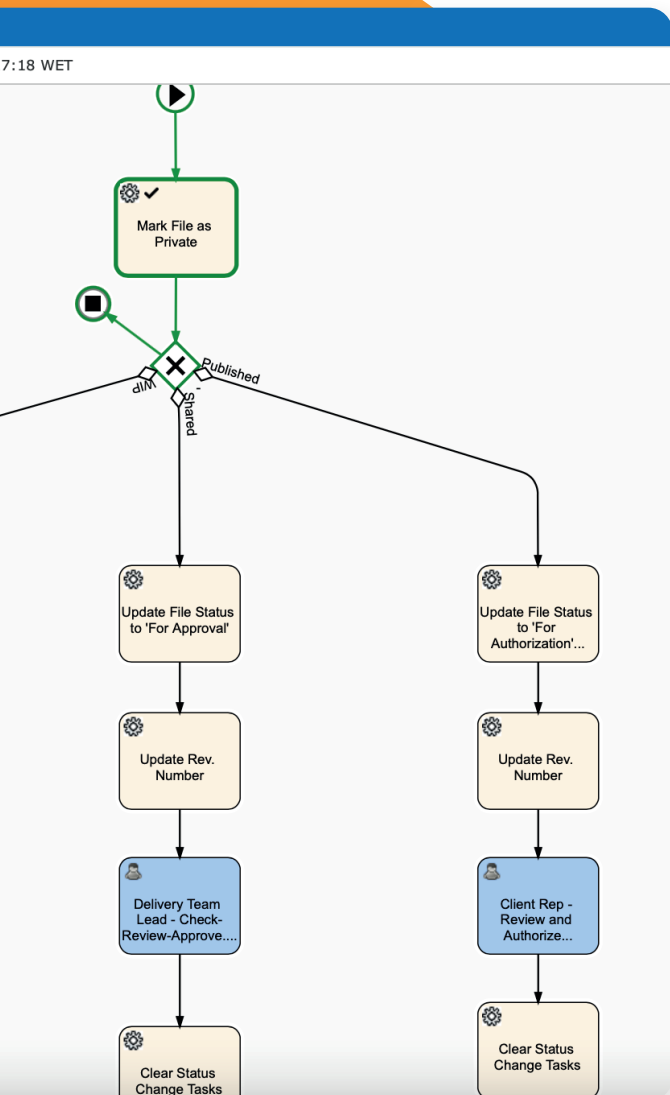 7:18 WET
Mark File as
Private
Published
WIP
- Shared
Update File Status
to 'For Approval'
Update File Status
to 'For
Authorization'...
Update Rev.
Number
Update Rev.
Number
Delivery Team
Lead - Check-
Review-Approve....
Client Rep -
Review and
Authorize...
Clear Status
Change Tasks
Clear Status
Change Tasks